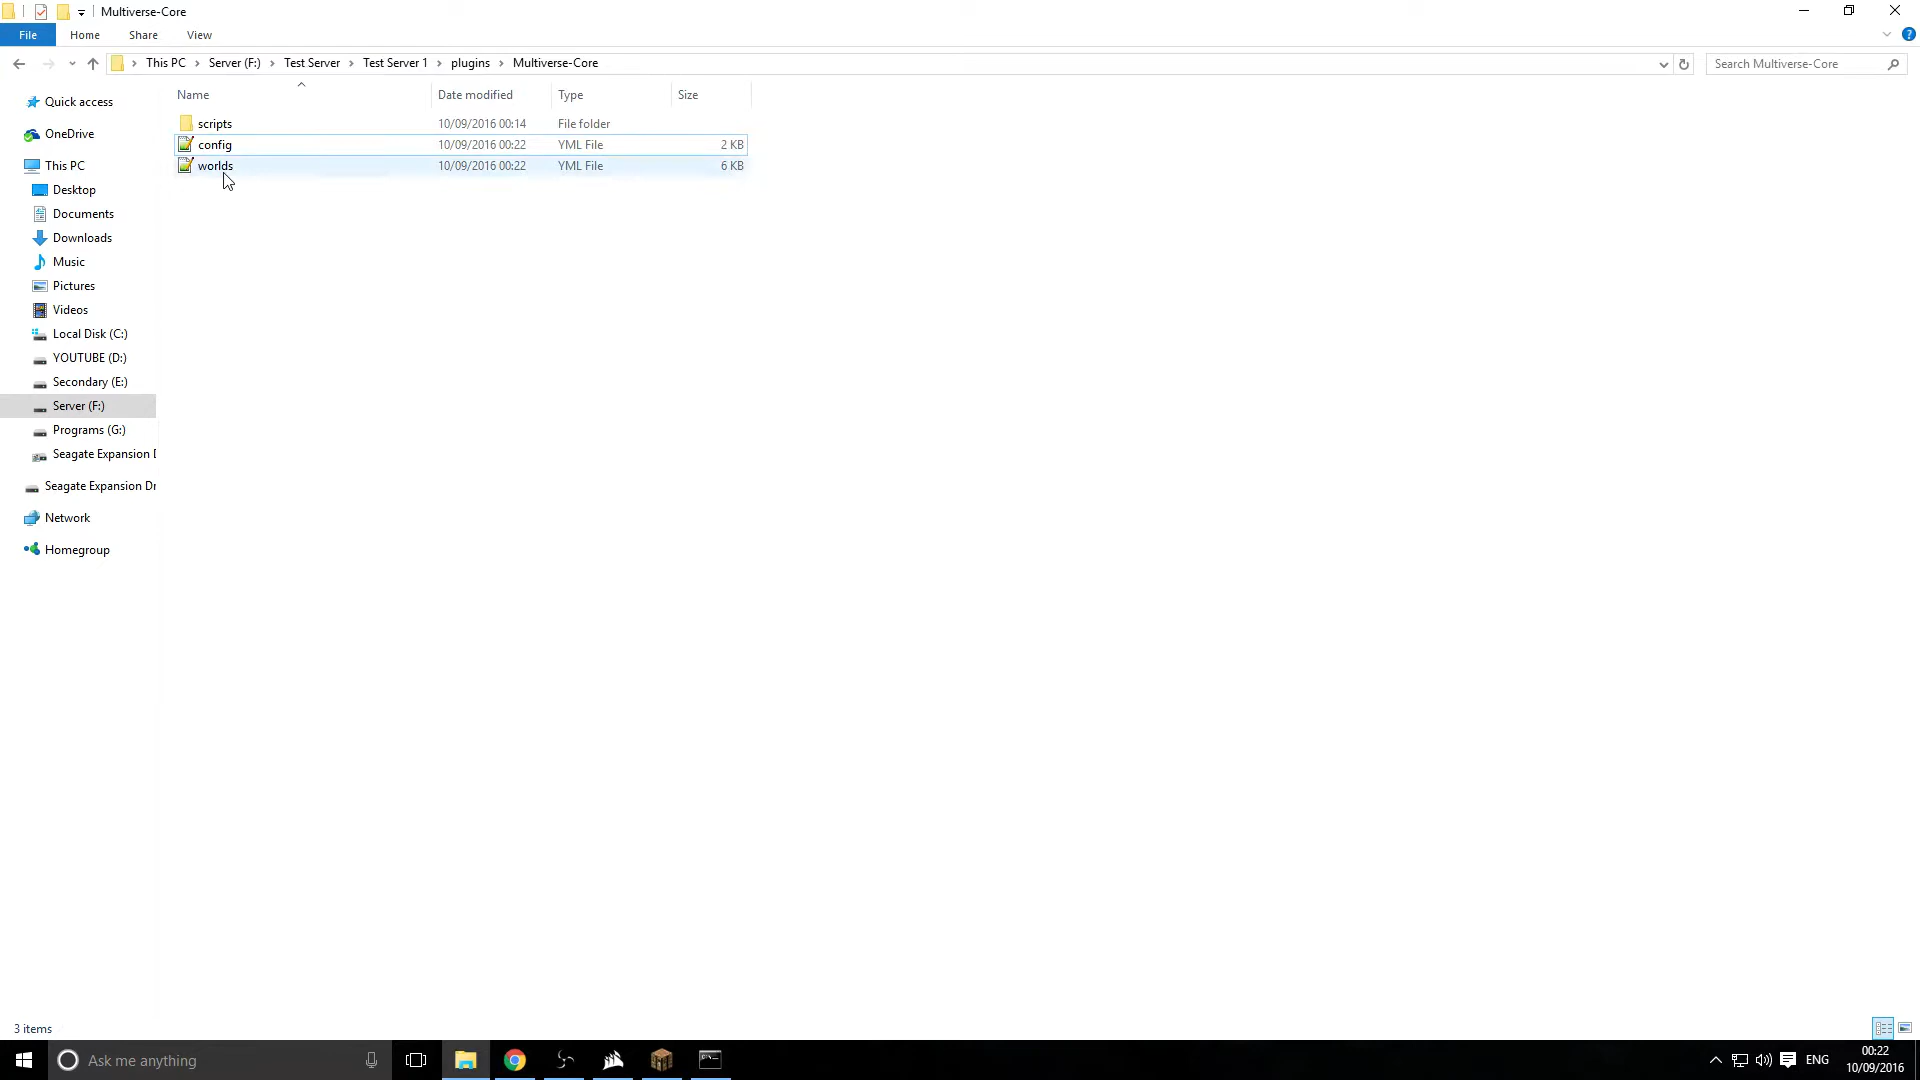 Multiverse-Core
File Home Share View
This PC Server (F:) Test Server Test Server 1 plugins Multiverse-Core
Search Multiverse-Core
Name Date modified Type Size
scripts 10/09/2016 00:14 File folder
config 10/09/2016 00:22 YML File 2 KB
worlds 10/09/2016 00:22 YML File 6 KB
Quick access
OneDrive
This PC
Desktop
Documents
Downloads
Music
Pictures
Videos
Local Disk (C:)
YOUTUBE (D:)
Secondary (E:)
Server (F:)
Programs (G:)
Seagate Expansion D
Seagate Expansion Dr
Network
Homegroup
3 items
Ask me anything
ENG
00:22
10/09/2016